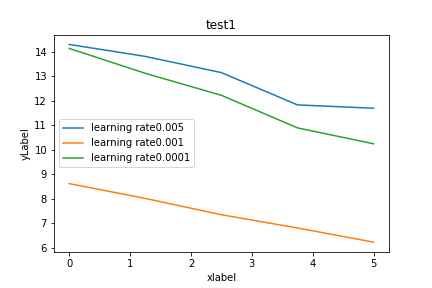 test1
14
13
12
11
10
9
8
7
6
yLabel
learning rate0.005
learning rate0.001
learning rate0.0001
0 1 2 3 4 5
xlabel